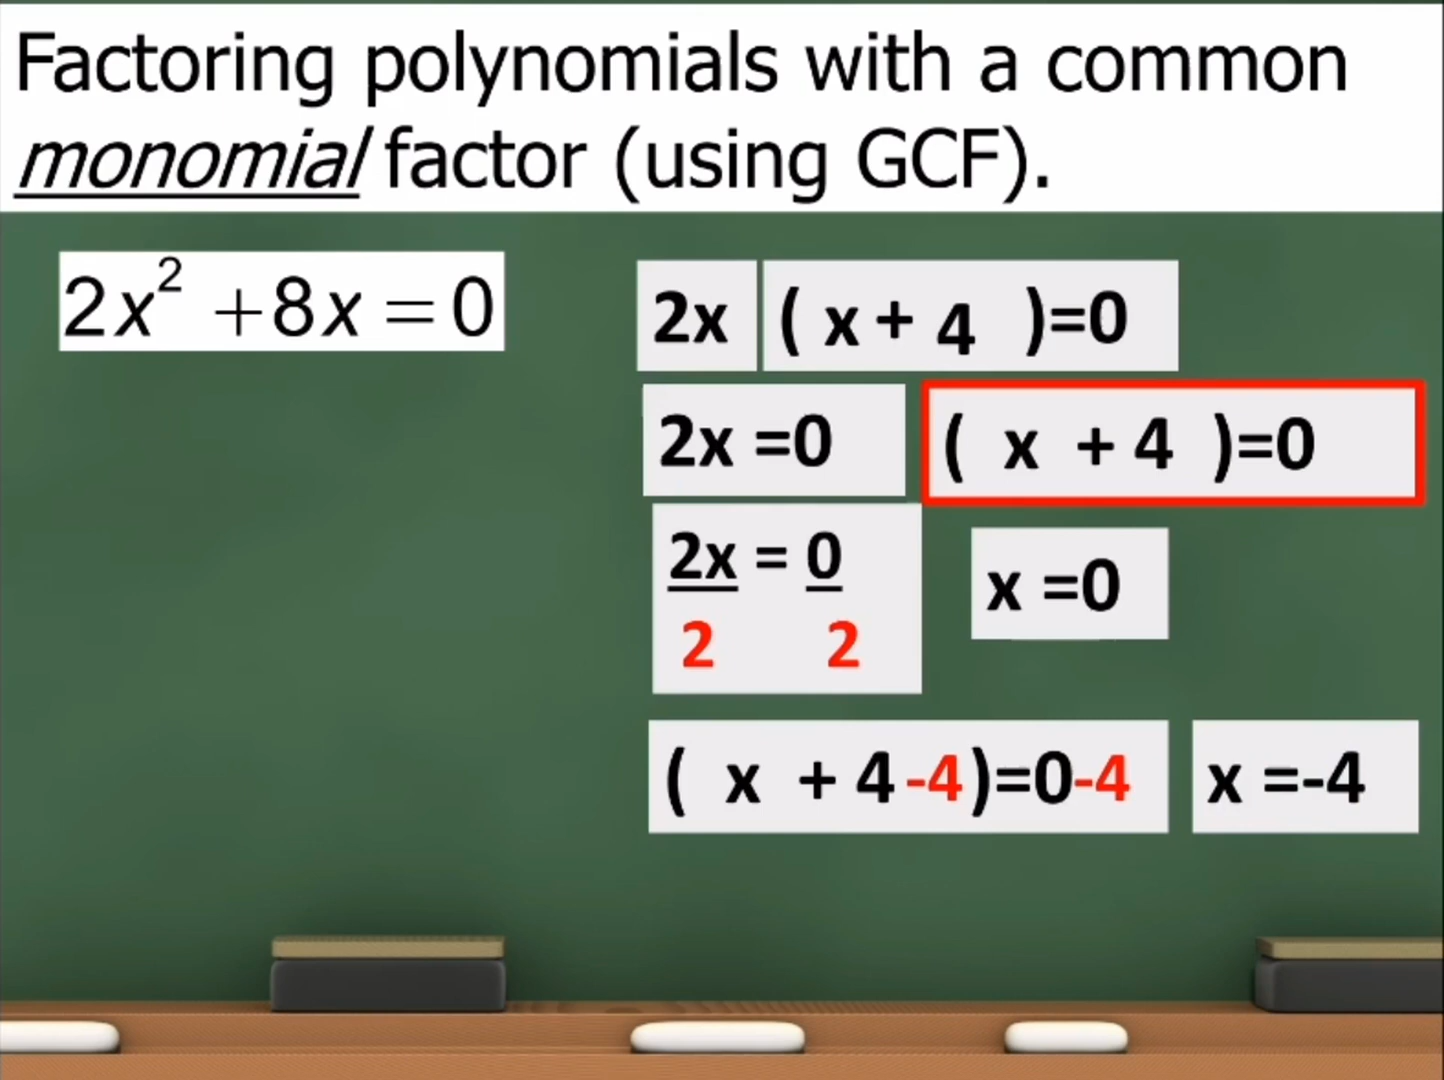 Factoring polynomials with a common
monomial factor (using GCF).
2x² +8x = 0
2x ( x + 4 )=0
2x =0
( x + 4 )=0
2x = 0
2 2
x =0
( x + 4 -4 )=0-4
x =-4